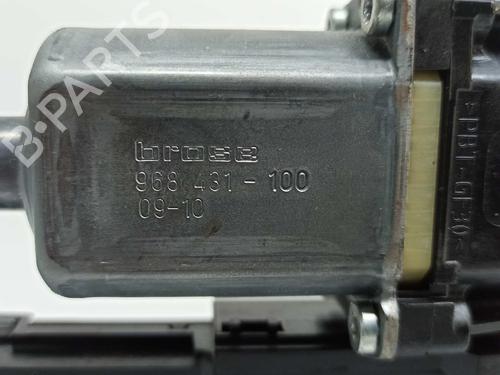 B-PARTS
brose
968 431-100
09-10
>PBT-GF30<